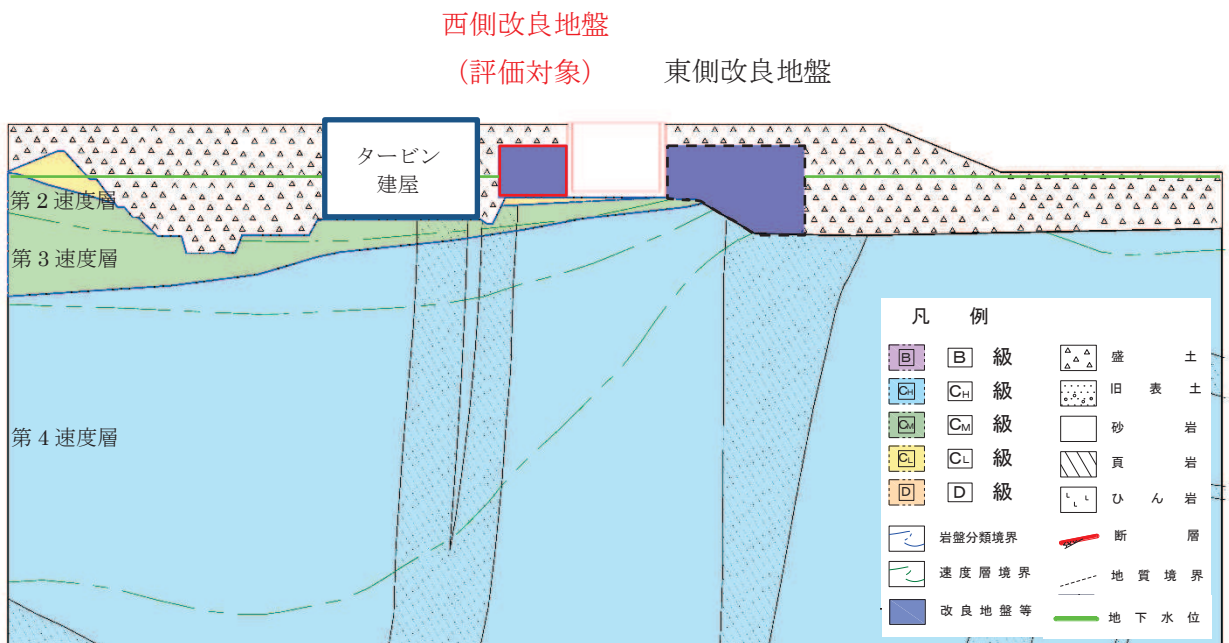 西側改良地盤
（評価対象）
東側改良地盤
タービン
建屋
第２速度層
第３速度層
第４速度層
凡 例
B B 級
CH CH 級
CM CM 級
CL CL 級
D D 級
岩盤分類境界
速度層境界
改良地盤等
盛土
旧表土
砂岩
頁岩
ひん岩
断層
地質境界
地下水位